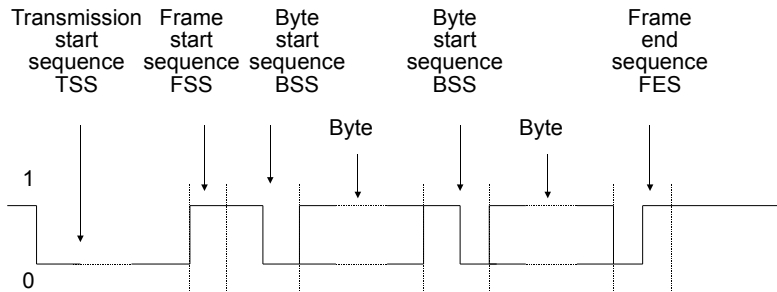 Transmission
start
sequence
TSS
Frame
start
sequence
FSS
Byte
start
sequence
BSS
Byte
start
sequence
BSS
Frame
end
sequence
FES
Byte
Byte
1
0